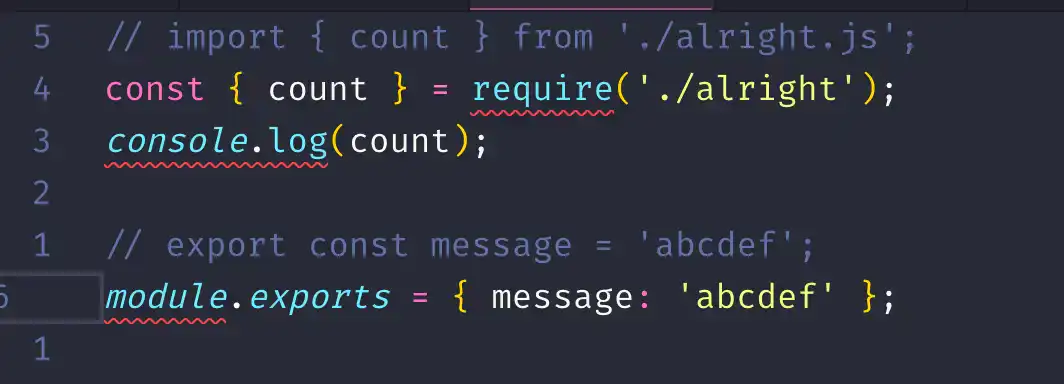 5 // import { count } from './alright.js';
4 const { count } = require('./alright');
3 console.log(count);
2
1 // export const message = 'abcdef';
6 module.exports = { message: 'abcdef' };
1